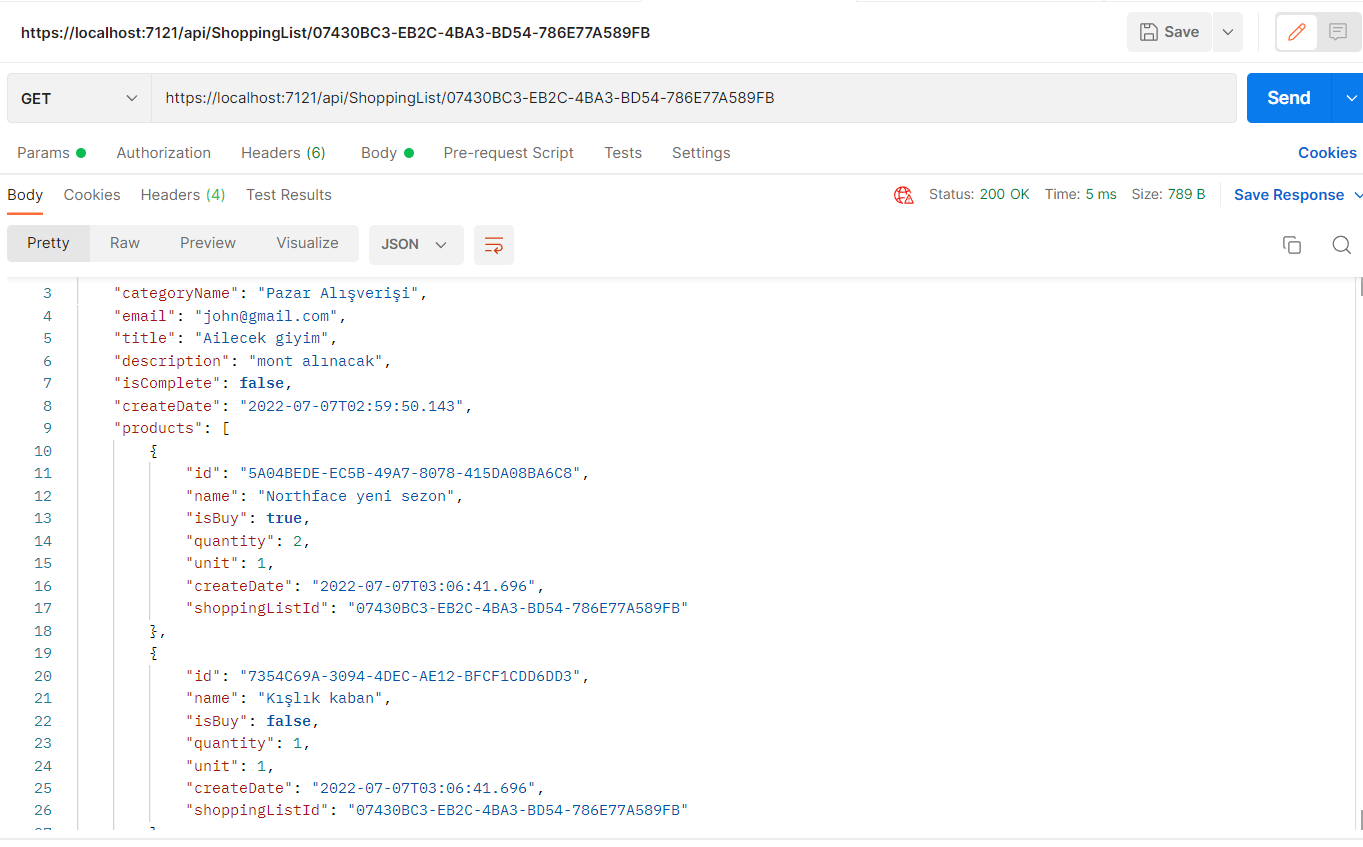 https://localhost:7121/api/ShoppingList/07430BC3-EB2C-4BA3-BD54-786E77A589FB
Save
GET
https://localhost:7121/api/ShoppingList/07430BC3-EB2C-4BA3-BD54-786E77A589FB
Send
Params Authorization Headers (6) Body Pre-request Script Tests Settings Cookies
Body Cookies Headers (4) Test Results Status: 200 OK Time: 5 ms Size: 789 B Save Response
Pretty Raw Preview Visualize JSON
3 "categoryName": "Pazar Alışverişi",
4 "email": "john@gmail.com",
5 "title": "Ailecek giyim",
6 "description": "mont alınacak",
7 "isComplete": false,
8 "createDate": "2022-07-07T02:59:50.143",
9 "products": [
10 {
11 "id": "5A04BEDE-EC5B-49A7-8078-415DA08BA6C8",
12 "name": "Northface yeni sezon",
13 "isBuy": true,
14 "quantity": 2,
15 "unit": 1,
16 "createDate": "2022-07-07T03:06:41.696",
17 "shoppingListId": "07430BC3-EB2C-4BA3-BD54-786E77A589FB"
18 },
19 {
20 "id": "7354C69A-3094-4DEC-AE12-BFCF1CDD6DD3",
21 "name": "Kışlık kaban",
22 "isBuy": false,
23 "quantity": 1,
24 "unit": 1,
25 "createDate": "2022-07-07T03:06:41.696",
26 "shoppingListId": "07430BC3-EB2C-4BA3-BD54-786E77A589FB"